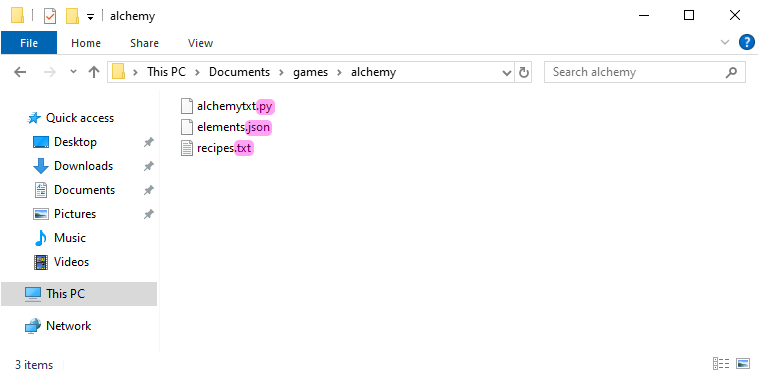 alchemy
File Home Share View
This PC Documents games alchemy Search alchemy
Quick access
Desktop
Downloads
Documents
Pictures
Music
Videos
This PC
Network
alchemytxt.py
elements.json
recipes.txt
3 items